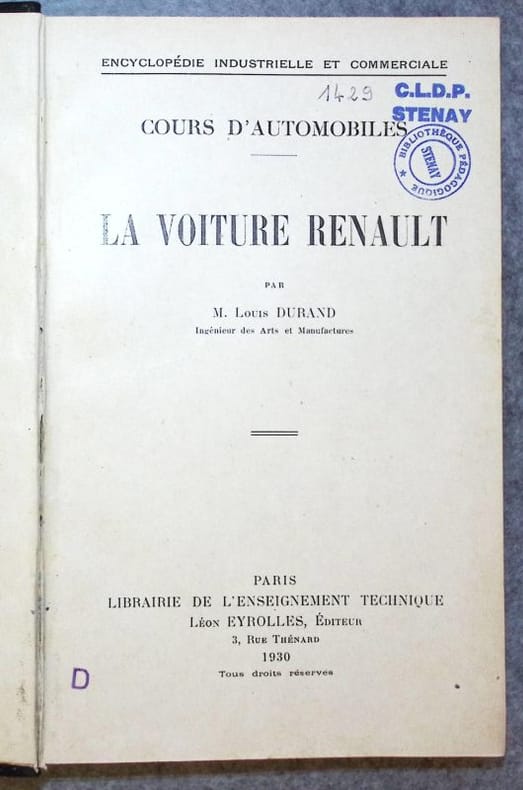 ENCYCLOPÉDIE INDUSTRIELLE ET COMMERCIALE
1429
C.L.D.P.
STENAY
COURS D'AUTOMOBILES
BIBLIOTHÈQUE PÉDAGOGIQUE
STENAY
LA VOITURE RENAULT
PAR
M. Louis DURAND
Ingénieur des Arts et Manufactures
PARIS
LIBRAIRIE DE L'ENSEIGNEMENT TECHNIQUE
Léon EYROLLES, Éditeur
3, Rue Thénard
1930
Tous droits réservés
D